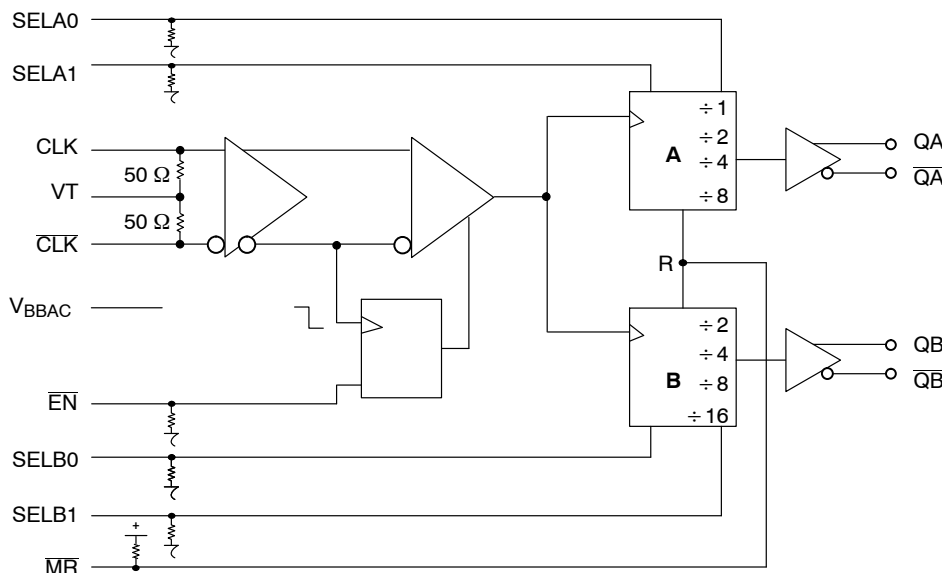 SELA0
SELA1
CLK
50 Ω
VT
50 Ω
CLK
VBBAC
EN
SELB0
SELB1
+
MR
A
÷1
÷2
÷4
÷8
R
B
÷2
÷4
÷8
÷16
QA
QA
QB
QB